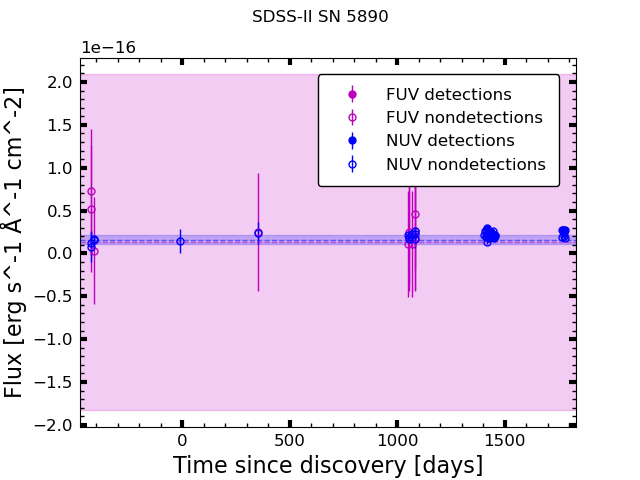 SDSS-II SN 5890
1e−16
FUV detections
FUV nondetections
NUV detections
NUV nondetections
2.0
1.5
1.0
0.5
0.0
−0.5
−1.0
−1.5
−2.0
Flux [erg s^-1 Å^-1 cm^-2]
0 500 1000 1500
Time since discovery [days]